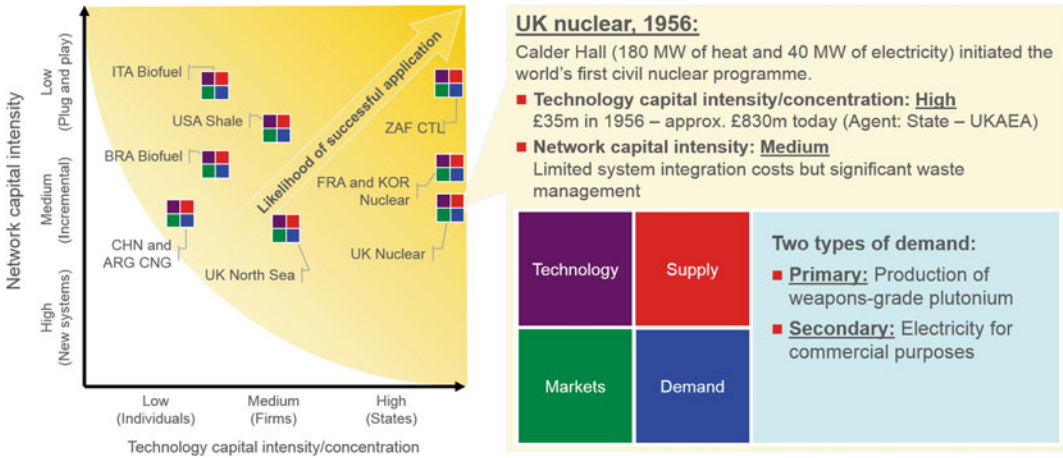 Network capital intensity
Low
(Plug and play)
Medium
(Incremental)
High
(New systems)
ITA Biofuel
USA Shale
BRA Biofuel
CHN and
ARG CNG
UK North Sea
ZAF CTL
FRA and KOR
Nuclear
UK Nuclear
Likelihood of successful application
Low
(Individuals)
Medium
(Firms)
High
(States)
Technology capital intensity/concentration
UK nuclear, 1956:
Calder Hall (180 MW of heat and 40 MW of electricity) initiated the
world's first civil nuclear programme.
Technology capital intensity/concentration: High
£35m in 1956 – approx. £830m today (Agent: State – UKAEA)
Network capital intensity: Medium
Limited system integration costs but significant waste
management
Technology
Supply
Markets
Demand
Two types of demand:
Primary: Production of
weapons-grade plutonium
Secondary: Electricity for
commercial purposes